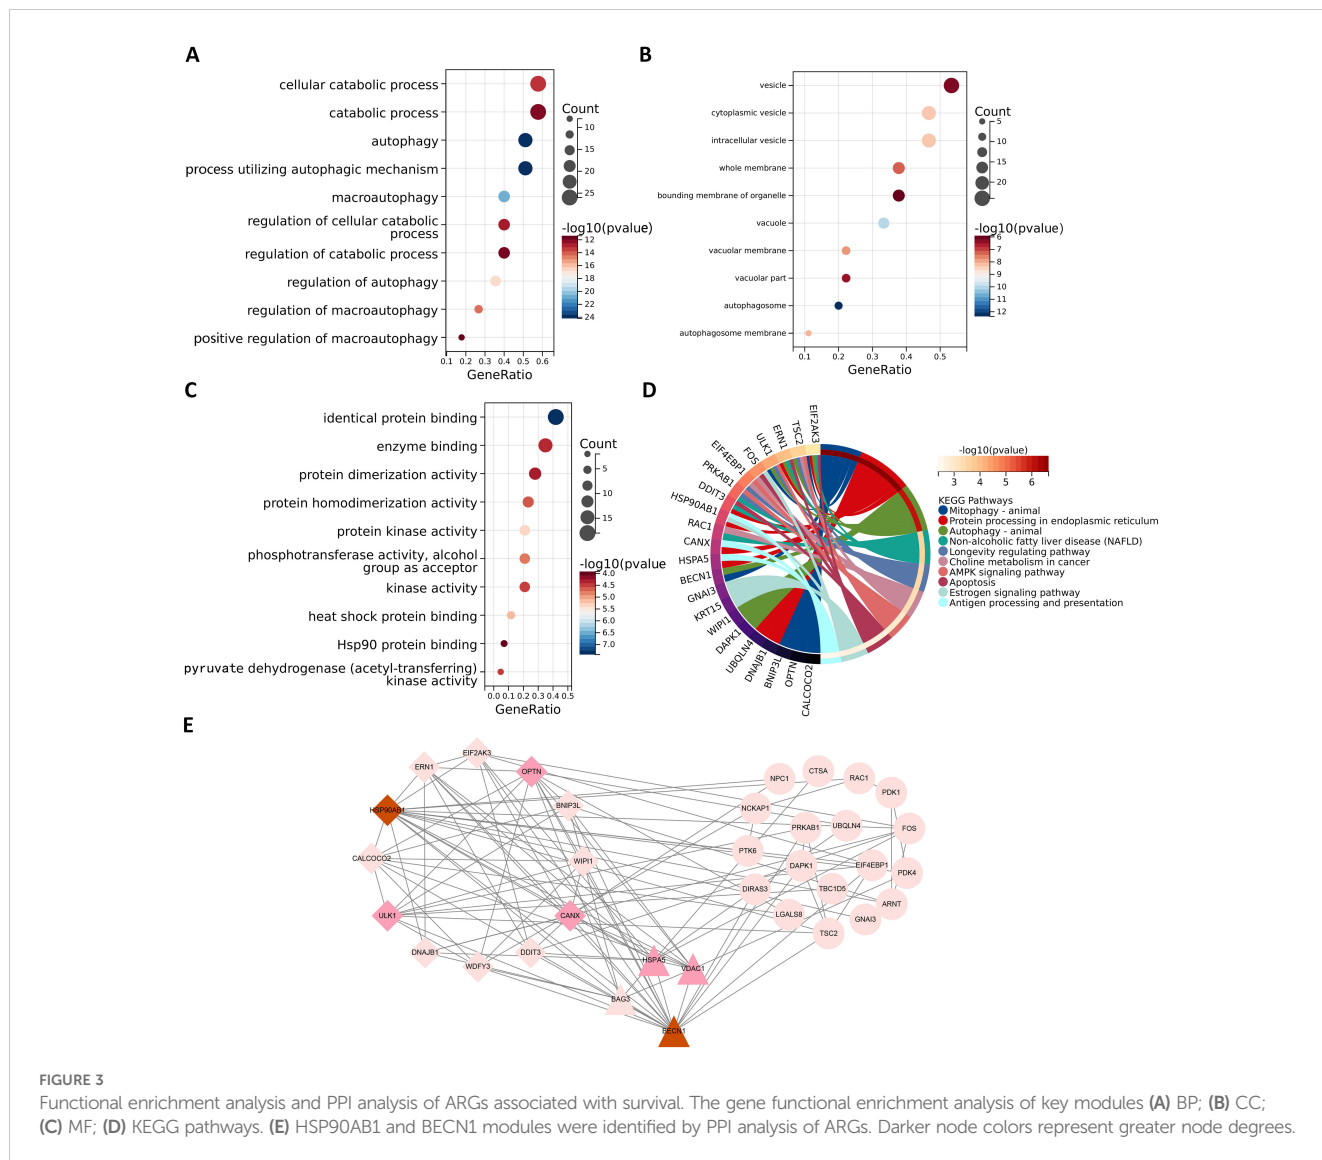 A
cellular catabolic process
catabolic process
autophagy
process utilizing autophagic mechanism
macroautophagy
regulation of cellular catabolic
process
regulation of catabolic process
regulation of autophagy
regulation of macroautophagy
positive regulation of macroautophagy
0.1 0.2 0.3 0.4 0.5 0.6
GeneRatio
Count
10
15
20
25
-log10(pvalue)
12
14
16
18
20
22
24
B
vesicle
cytoplasmic vesicle
intracellular vesicle
whole membrane
bounding membrane of organelle
vacuole
vacuolar membrane
vacuolar part
autophagosome
autophagosome membrane
0.1 0.2 0.3 0.4 0.5
GeneRatio
Count
5
10
15
20
-log10(pvalue)
6
7
8
9
10
11
12
C
identical protein binding
enzyme binding
protein dimerization activity
protein homodimerization activity
protein kinase activity
phosphotransferase activity, alcohol
group as acceptor
kinase activity
heat shock protein binding
Hsp90 protein binding
pyruvate dehydrogenase (acetyl-transferring)
kinase activity
0.0 0.1 0.2 0.3 0.4 0.5
GeneRatio
Count
5
10
15
-log10(pvalue
4.0
4.5
5.0
5.5
6.0
6.5
7.0
D
EIF2AK3
TSC2
ERN1
ULK1
FOS
EIF4EBP1
PRKAB1
DDIT3
HSP90AB1
RAC1
CANX
HSPA5
BECN1
GNAI3
KRT15
WIPI1
DAPK1
UBQLN4
DNAJB1
BNIP3L
OPTN
CALCOCO2
-log10(pvalue)
3 4 5 6
KEGG Pathways
Mitophagy - animal
Protein processing in endoplasmic reticulum
Autophagy - animal
Non-alcoholic fatty liver disease (NAFLD)
Longevity regulating pathway
Choline metabolism in cancer
AMPK signaling pathway
Apoptosis
Estrogen signaling pathway
Antigen processing and presentation
E
EIF2AK3
ERN1
OPTN
HSP90AB1
BNIP3L
CALCOCO2
WIPI1
ULK1
CANX
DNAJB1
WDFY3
DDIT3
HSPA5
VDAC1
BAG3
BECN1
NPC1
CTSA
RAC1
PDK1
NCKAP1
PRKAB1
UBQLN4
FOS
PTK6
DAPK1
EIF4EBP1
PDK4
DIRAS3
TBC1D5
ARNT
LGALS8
GNAI3
TSC2
FIGURE 3
Functional enrichment analysis and PPI analysis of ARGs associated with survival. The gene functional enrichment analysis of key modules (A) BP; (B) CC;
(C) MF; (D) KEGG pathways. (E) HSP90AB1 and BECN1 modules were identified by PPI analysis of ARGs. Darker node colors represent greater node degrees.